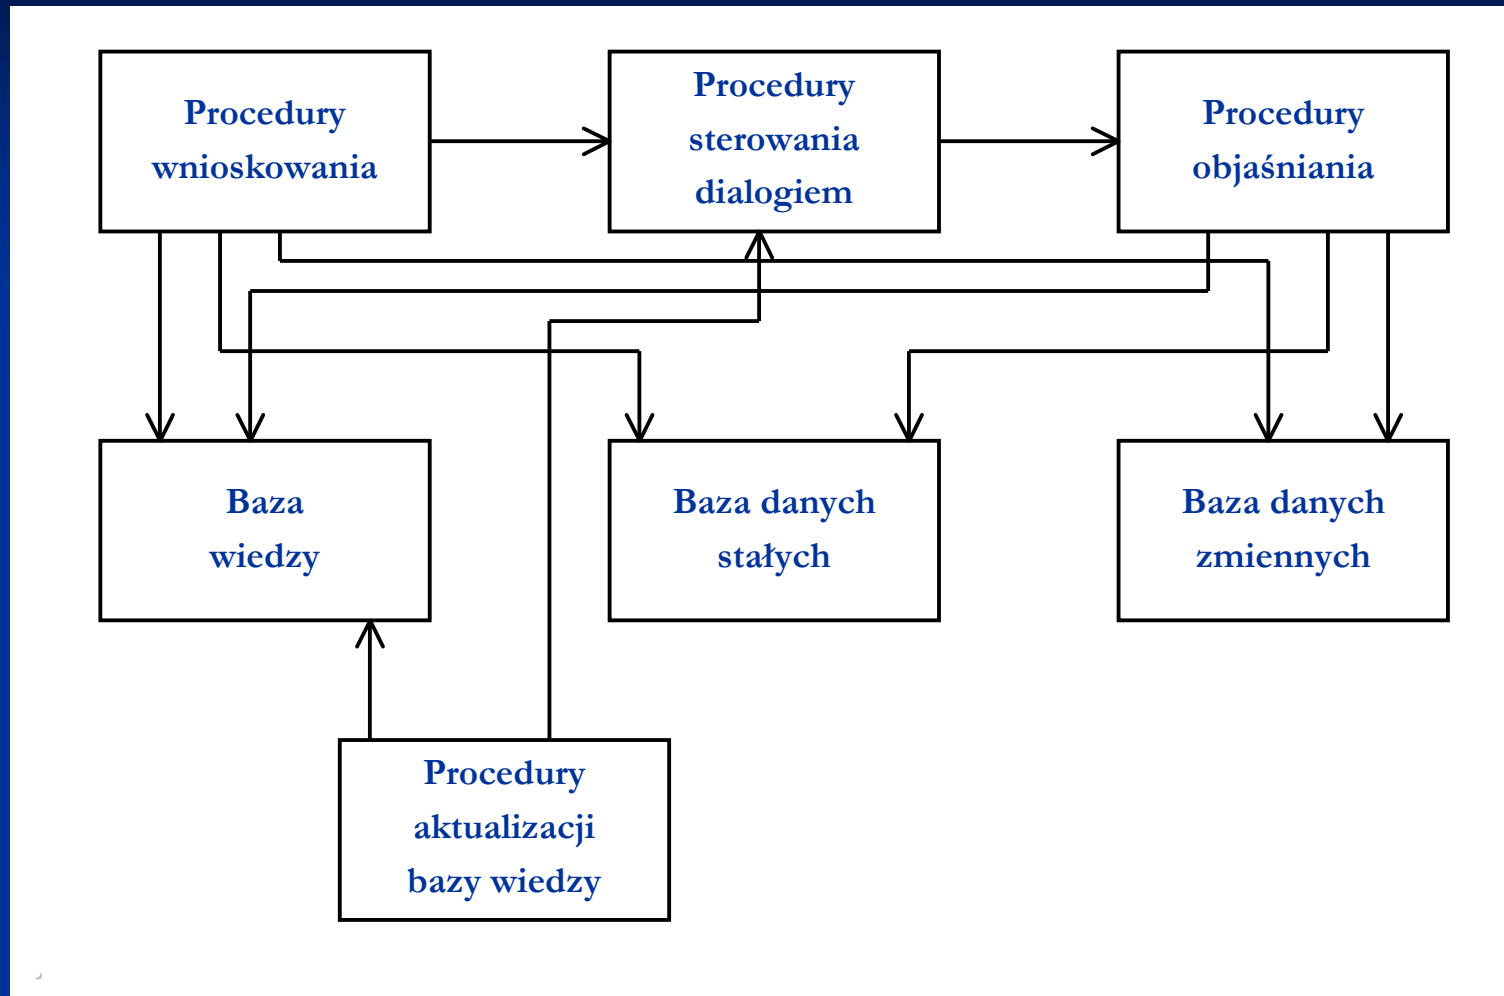 Procedury
wnioskowania
Procedury
sterowania
dialogiem
Procedury
objaśniania
Baza
wiedzy
Baza danych
stałych
Baza danych
zmiennych
Procedury
aktualizacji
bazy wiedzy